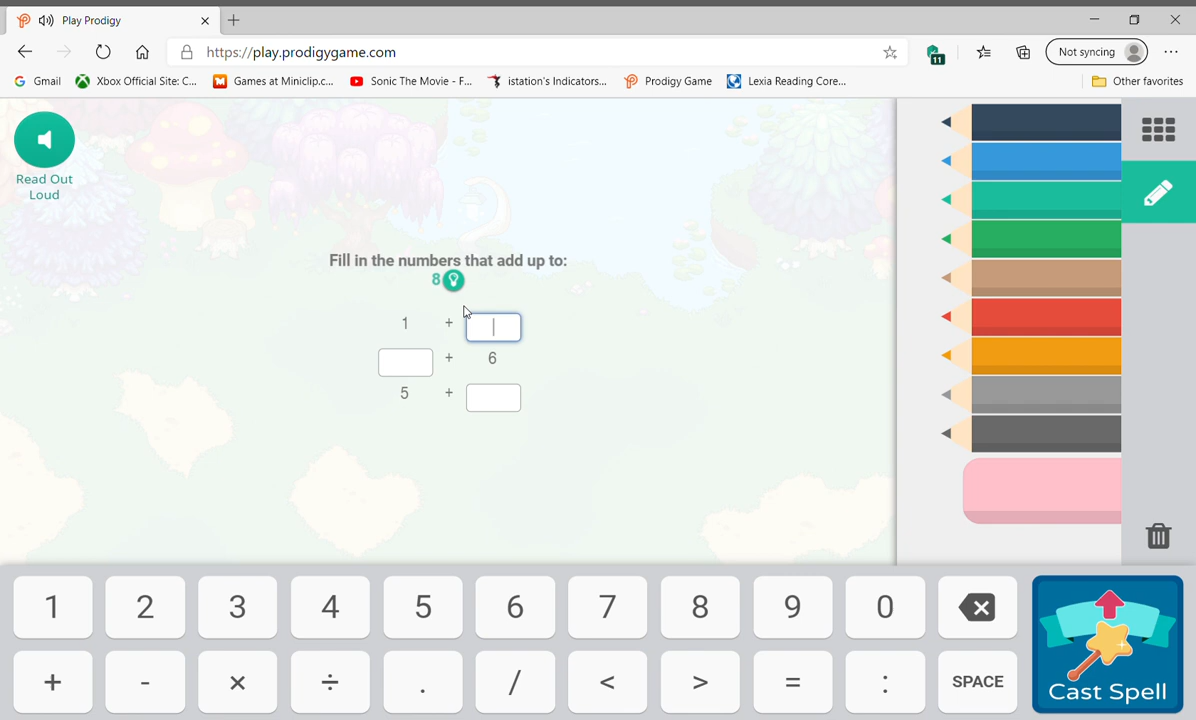 Play Prodigy
https://play.prodigygame.com
11
Not syncing
Gmail
Xbox Official Site: C...
Games at Miniclip.c...
Sonic The Movie - F...
istation's Indicators...
Prodigy Game
Lexia Reading Core...
Other favorites
Read Out
Loud
Fill in the numbers that add up to:
8
1 +
+ 6
5 +
1 2 3 4 5 6 7 8 9 0
+ - × ÷ . / < > = : SPACE
Cast Spell